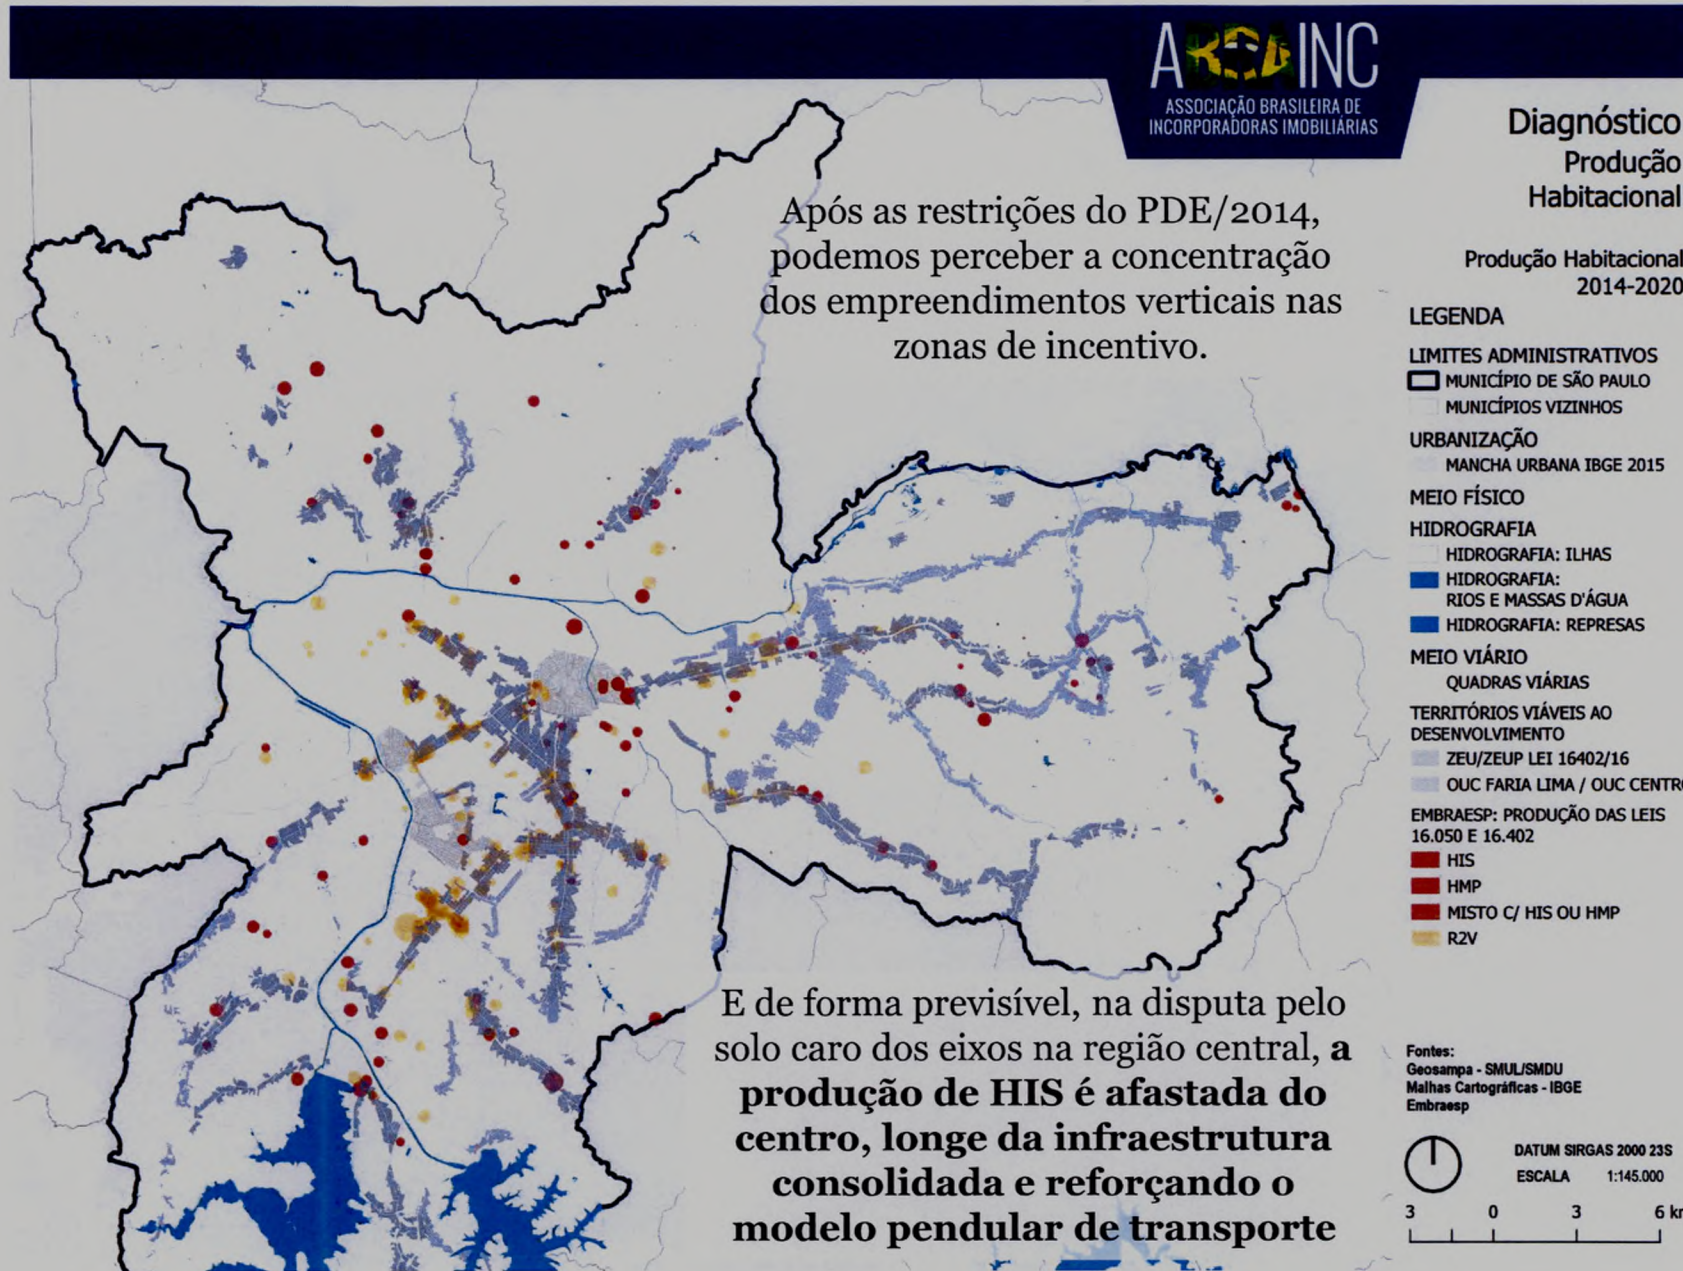 ABRAINC
ASSOCIAÇÃO BRASILEIRA DE
INCORPORADORAS IMOBILIÁRIAS
Diagnóstico
Produção
Habitacional
Após as restrições do PDE/2014,
podemos perceber a concentração
dos empreendimentos verticais nas
zonas de incentivo.
Produção Habitacional
2014-2020
LEGENDA
LIMITES ADMINISTRATIVOS
MUNICÍPIO DE SÃO PAULO
MUNICÍPIOS VIZINHOS
URBANIZAÇÃO
MANCHA URBANA IBGE 2015
MEIO FÍSICO
HIDROGRAFIA
HIDROGRAFIA: ILHAS
HIDROGRAFIA:
RIOS E MASSAS D'ÁGUA
HIDROGRAFIA: REPRESAS
MEIO VIÁRIO
QUADRAS VIÁRIAS
TERRITÓRIOS VIÁVEIS AO
DESENVOLVIMENTO
ZEU/ZEUP LEI 16402/16
OUC FARIA LIMA / OUC CENTRO
EMBRAESP: PRODUÇÃO DAS LEIS
16.050 E 16.402
HIS
HMP
MISTO C/ HIS OU HMP
R2V
E de forma previsível, na disputa pelo
solo caro dos eixos na região central, a
produção de HIS é afastada do
centro, longe da infraestrutura
consolidada e reforçando o
modelo pendular de transporte
Fontes:
Geosampa - SMUL/SMDU
Malhas Cartográficas - IBGE
Embraesp
DATUM SIRGAS 2000 23S
ESCALA 1:145.000
3 0 3 6 km